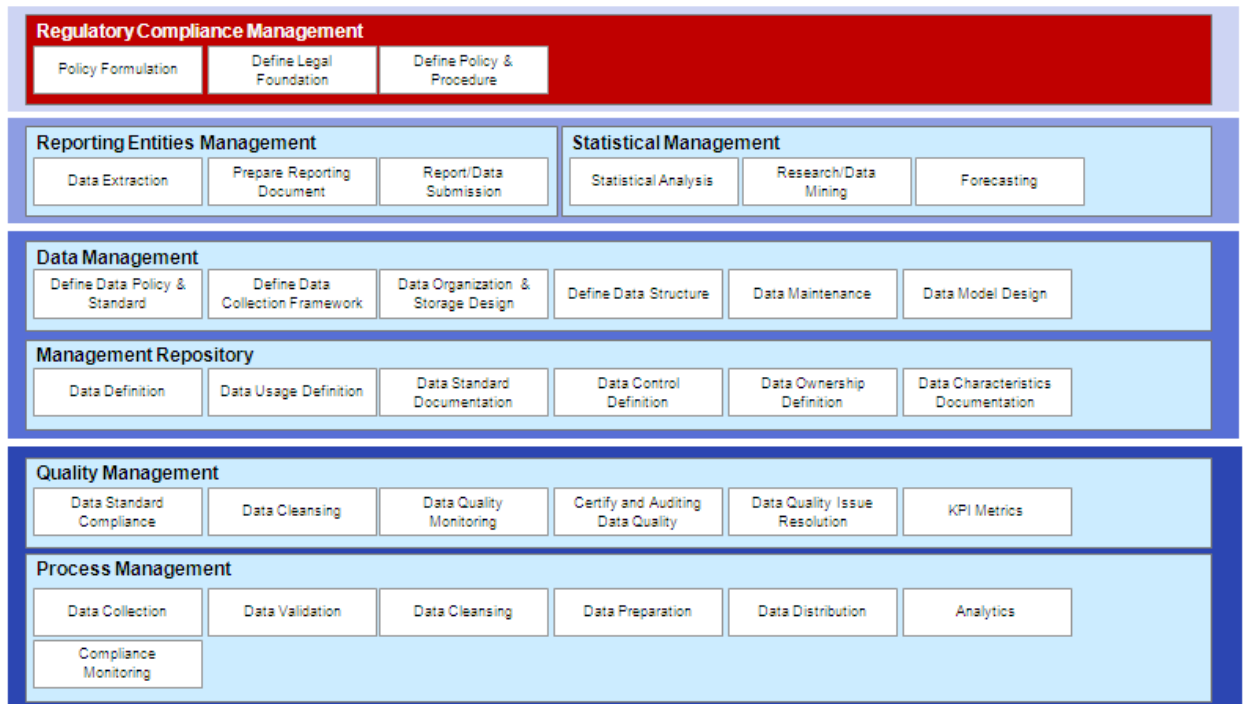 Regulatory Compliance Management
Policy Formulation
Define Legal
Foundation
Define Policy &
Procedure
Reporting Entities Management
Data Extraction
Prepare Reporting
Document
Report/Data
Submission
Statistical Management
Statistical Analysis
Research/Data
Mining
Forecasting
Data Management
Define Data Policy &
Standard
Define Data
Collection Framework
Data Organization &
Storage Design
Define Data Structure
Data Maintenance
Data Model Design
Management Repository
Data Definition
Data Usage Definition
Data Standard
Documentation
Data Control
Definition
Data Ownership
Definition
Data Characteristics
Documentation
Quality Management
Data Standard
Compliance
Data Cleansing
Data Quality
Monitoring
Certify and Auditing
Data Quality
Data Quality Issue
Resolution
KPI Metrics
Process Management
Data Collection
Data Validation
Data Cleansing
Data Preparation
Data Distribution
Analytics
Compliance
Monitoring